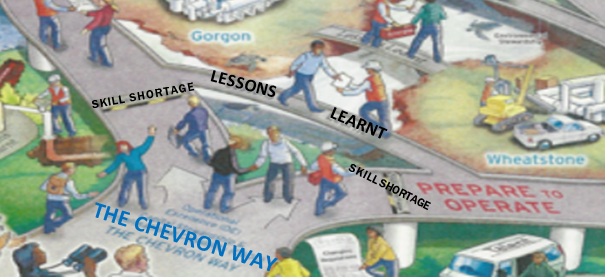 Gorgon
LESSONS
LEARNT
SKILL SHORTAGE
Wheatstone
SKILL SHORTAGE
PREPARE TO
OPERATE
THE CHEVRON WAY
THE CHEVRON WAY